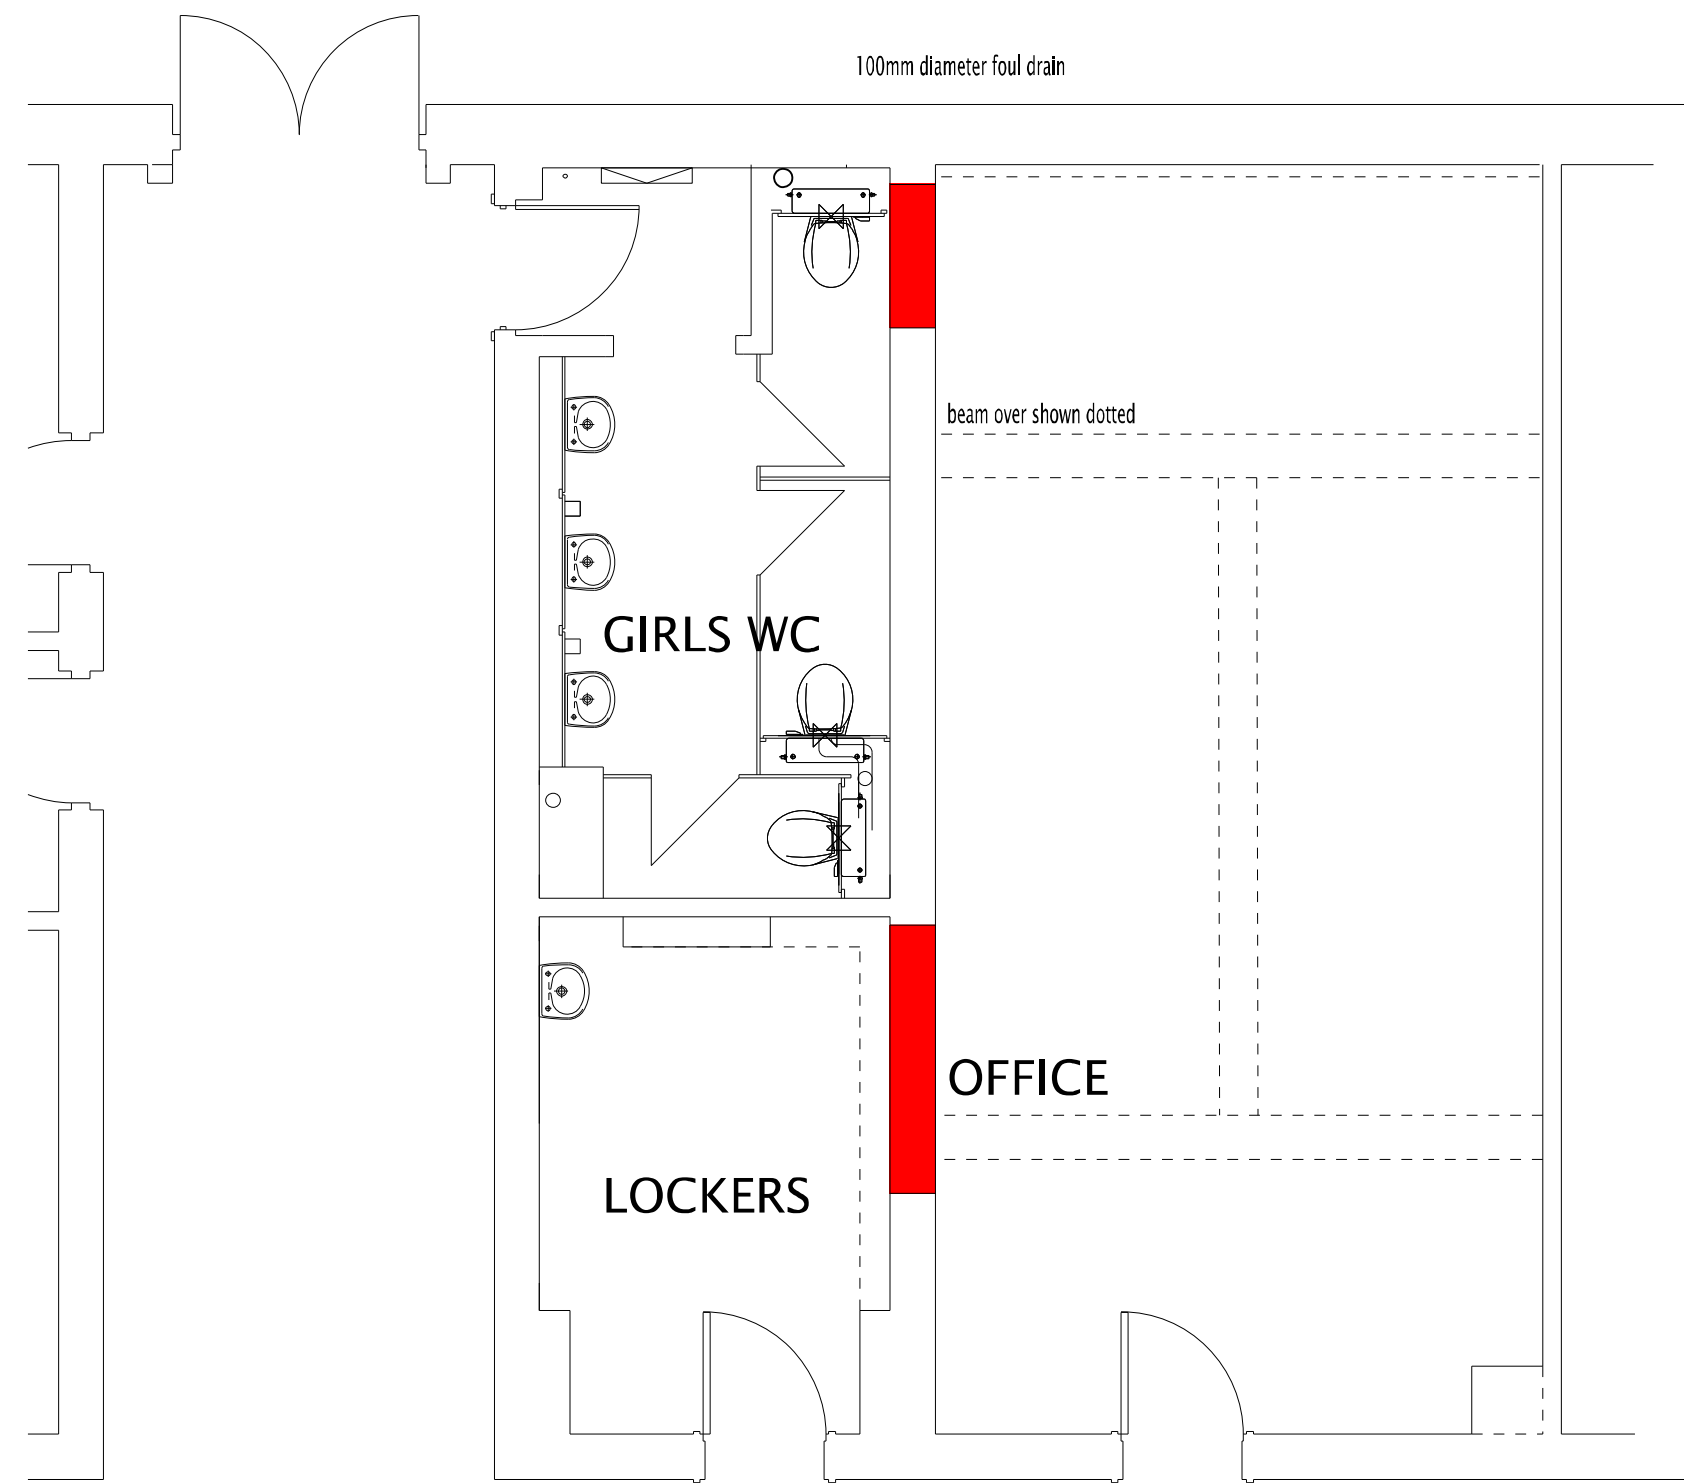 100mm diameter foul drain
beam over shown dotted
GIRLS WC
OFFICE
LOCKERS